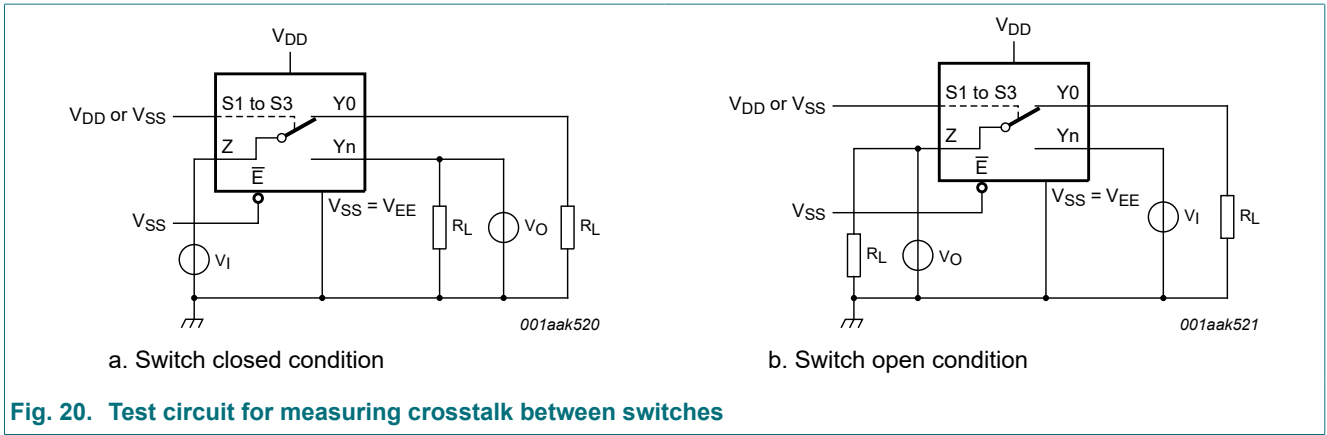 VDD
S1 to S3 Y0
VDD or VSS
Z Yn
E
VSS = VEE
VSS
RL VO RL
VI
001aak520
a. Switch closed condition
VDD
S1 to S3 Y0
VDD or VSS
Z Yn
E
VSS = VEE
VSS
VI RL
RL VO
001aak521
b. Switch open condition
Fig. 20. Test circuit for measuring crosstalk between switches